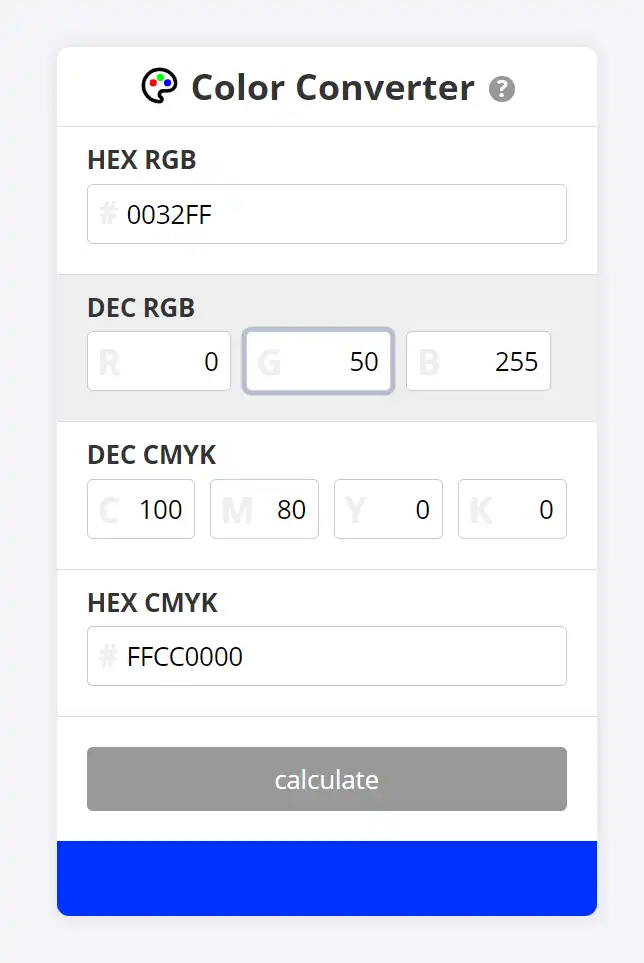 Color Converter ?
HEX RGB
# 0032FF
DEC RGB
R 0 G 50 B 255
DEC CMYK
C 100 M 80 Y 0 K 0
HEX CMYK
# FFCC0000
calculate